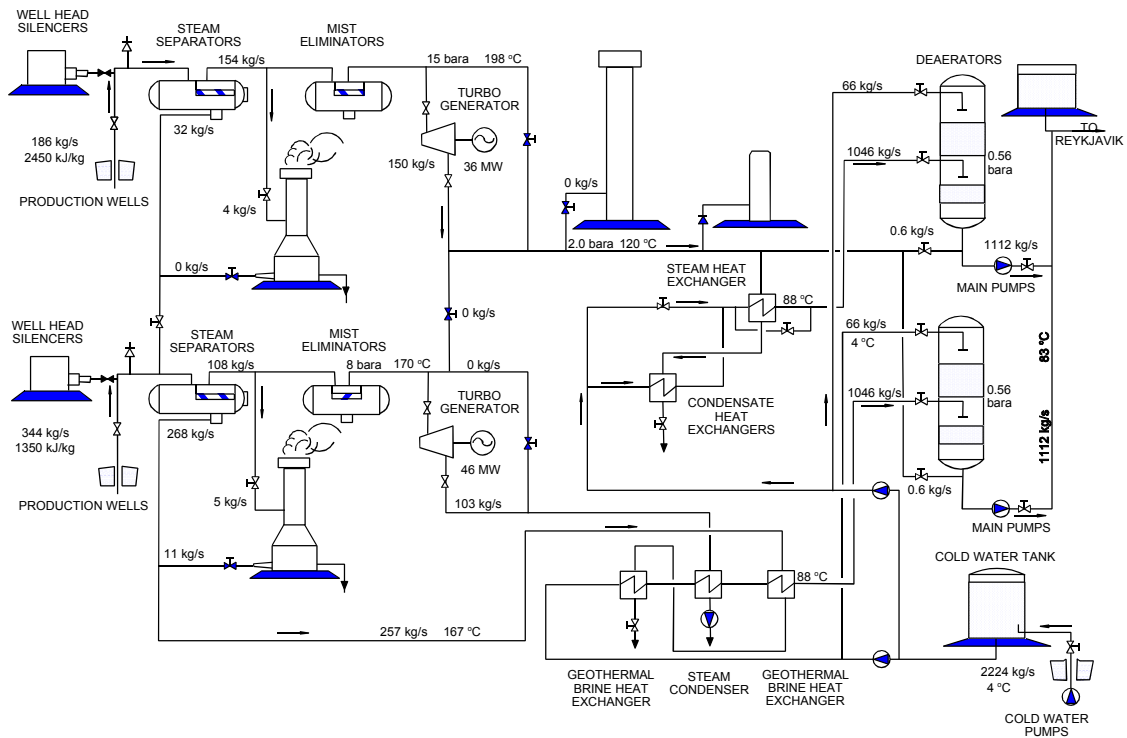 WELL HEAD
SILENCERS
STEAM
SEPARATORS
MIST
ELIMINATORS
154 kg/s
15 bara 198 °C
32 kg/s
186 kg/s
2450 kJ/kg
PRODUCTION WELLS
TURBO
GENERATOR
150 kg/s
36 MW
4 kg/s
0 kg/s
0 kg/s
2.0 bara 120 °C
DEAERATORS
66 kg/s
1046 kg/s
0.56
bara
TO
REYKJAVIK
0.6 kg/s
1112 kg/s
MAIN PUMPS
STEAM HEAT
EXCHANGER
88 °C
0 kg/s
WELL HEAD
SILENCERS
STEAM
SEPARATORS
MIST
ELIMINATORS
108 kg/s
8 bara 170 °C
0 kg/s
268 kg/s
344 kg/s
1350 kJ/kg
PRODUCTION WELLS
TURBO
GENERATOR
46 MW
103 kg/s
5 kg/s
11 kg/s
CONDENSATE
HEAT
EXCHANGERS
66 kg/s
4 °C
1046 kg/s
0.56
bara
83 °C
1112 kg/s
0.6 kg/s
MAIN PUMPS
COLD WATER TANK
88 °C
257 kg/s 167 °C
GEOTHERMAL
BRINE HEAT
EXCHANGER
STEAM
CONDENSER
GEOTHERMAL
BRINE HEAT
EXCHANGER
2224 kg/s
4 °C
COLD WATER
PUMPS